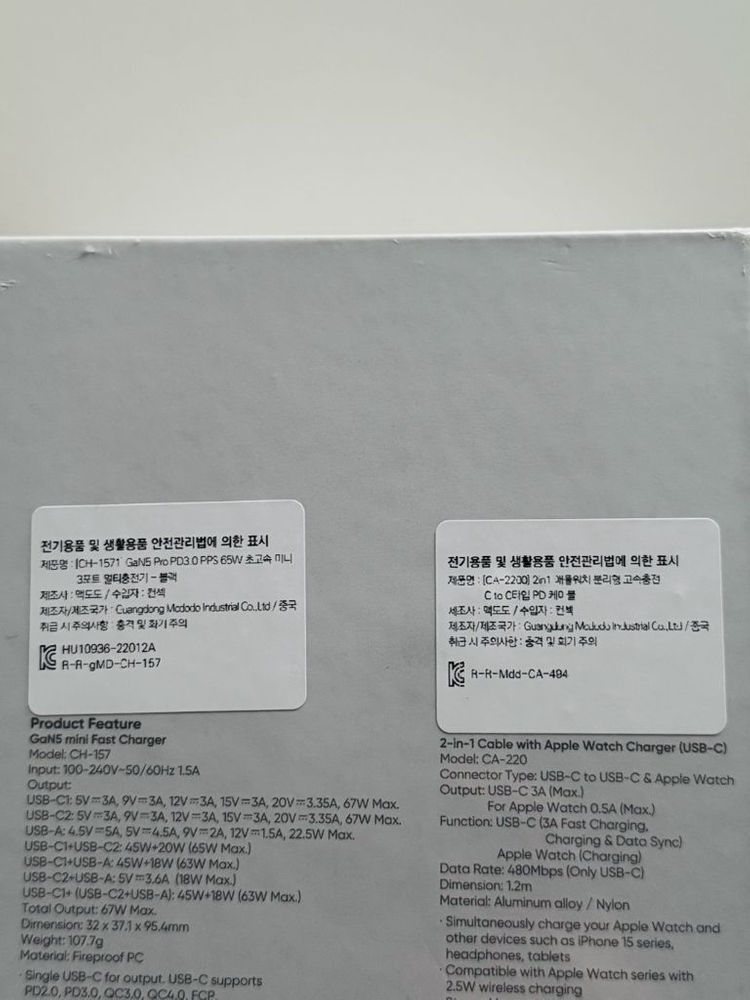 전기용품 및 생활용품 안전관리법에 의한 표시
제품명 : [CH-1571 GaN5 Pro PD3.0 PPS 65W 초고속 미니
3포트 멀티충전기 - 블랙
제조사 : 맥도도 / 수입자 : 컨섹
제조자/제조국가 : Guangdong Mcdodo Industrial Co.,Ltd / 중국
취급 시 주의사항 : 충격 및 화기 주의
HU10936-22012A
R-R-gMD-CH-157
Product Feature
GaN5 mini Fast Charger
Model: CH-157
Input: 100-240V~50/60Hz 1.5A
Output:
USB-C1: 5V⎓3A, 9V⎓3A, 12V⎓3A, 15V⎓3A, 20V⎓3.35A, 67W Max.
USB-C2: 5V⎓3A, 9V⎓3A, 12V⎓3A, 15V⎓3A, 20V⎓3.35A, 67W Max.
USB-A: 4.5V⎓5A, 5V⎓4.5A, 9V⎓2A, 12V⎓1.5A, 22.5W Max.
USB-C1+USB-C2: 45W+20W (65W Max.)
USB-C1+USB-A: 45W+18W (63W Max.)
USB-C2+USB-A: 5V⎓3.6A (18W Max.)
USB-C1+ (USB-C2+USB-A): 45W+18W (63W Max.)
Total Output: 67W Max.
Dimension: 32 x 37.1 x 95.4mm
Weight: 107.7g
Material: Fireproof PC
· Single USB-C for output. USB-C supports
PD2.0, PD3.0, QC3.0, QC4.0, FCP,
전기용품 및 생활용품 안전관리법에 의한 표시
제품명 : [CA-2200] 2in1 애플워치 분리형 고속충전
C to C타입 PD 케이블
제조사 : 맥도도 / 수입자 : 컨섹
제조자/제조국가 : Guangdong Mcdodo Industrial Co.,Ltd / 중국
취급 시 주의사항 : 충격 및 화기 주의
R-R-Mdd-CA-494
2-in-1 Cable with Apple Watch Charger (USB-C)
Model: CA-220
Connector Type: USB-C to USB-C & Apple Watch
Output: USB-C 3A (Max.)
For Apple Watch 0.5A (Max.)
Function: USB-C (3A Fast Charging,
Charging & Data Sync)
Apple Watch (Charging)
Data Rate: 480Mbps (Only USB-C)
Dimension: 1.2m
Material: Aluminum alloy / Nylon
· Simultaneously charge your Apple Watch and
other devices such as iPhone 15 series,
headphones, tablets
· Compatible with Apple Watch series with
2.5W wireless charging